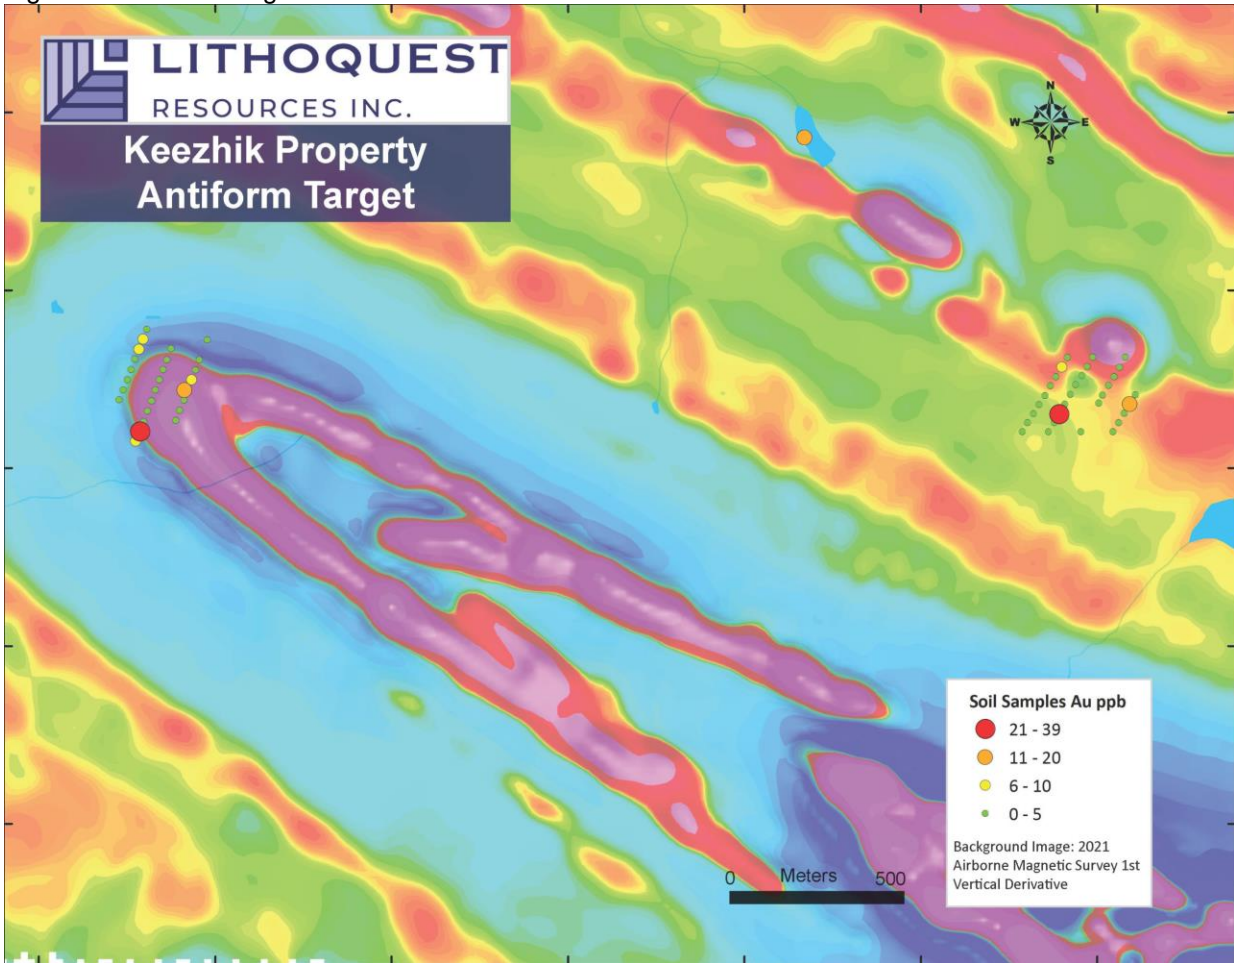 LITHOQUEST
RESOURCES INC.
Keezhik Property
Antiform Target
N
W E
S
Soil Samples Au ppb
21 - 39
11 - 20
6 - 10
0 - 5
Background Image: 2021
Airborne Magnetic Survey 1st
Vertical Derivative
0 Meters 500